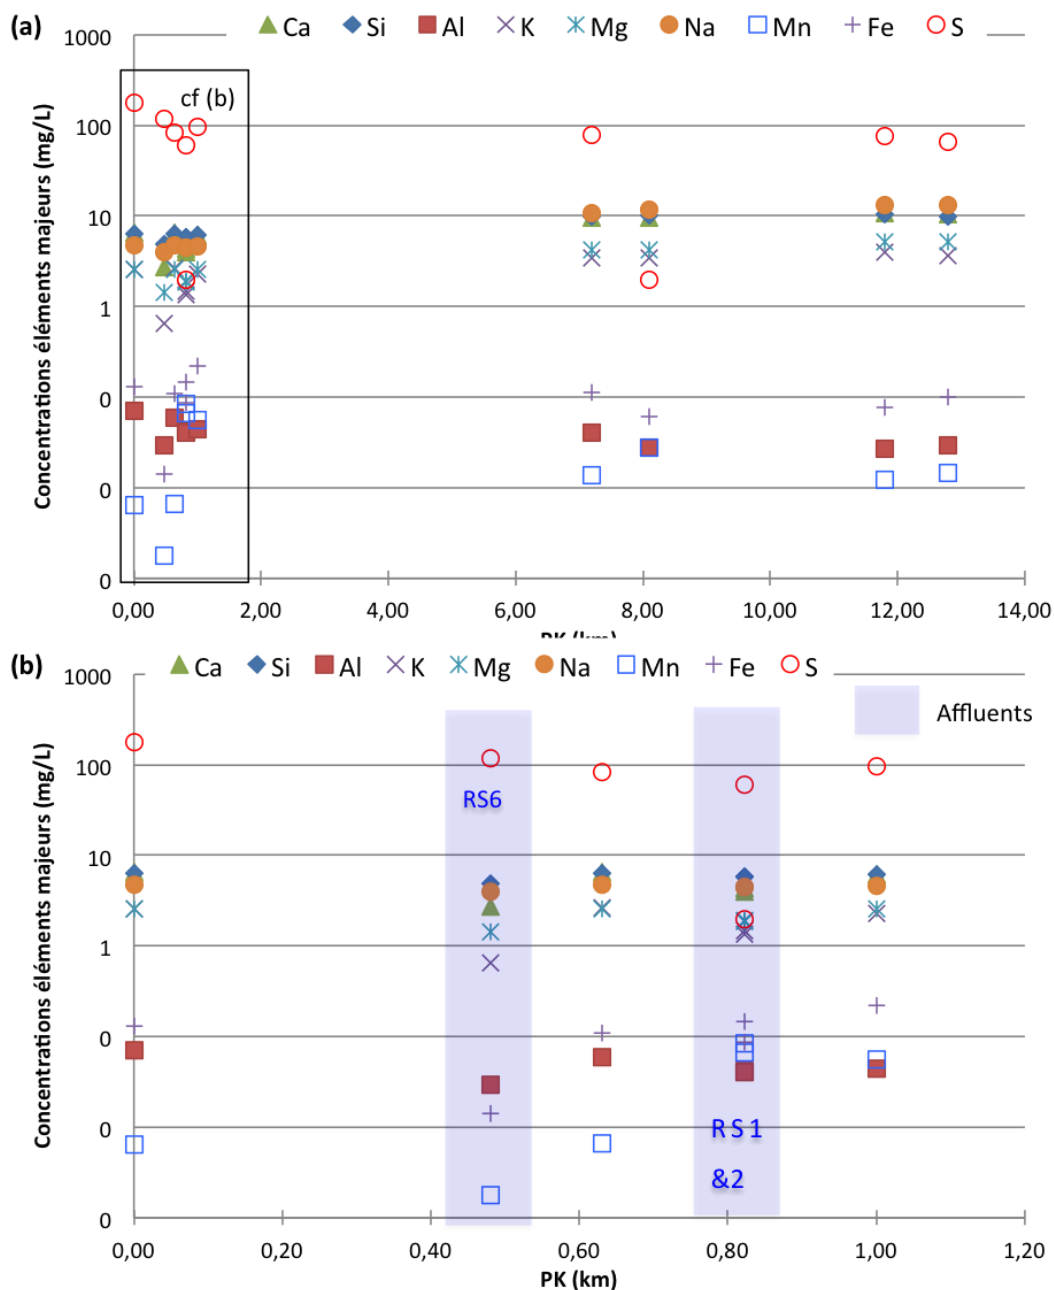 (a)
Ca Si Al K Mg Na Mn Fe S
Concentrations éléments majeurs (mg/L)
1000
cf (b)
100
10
1
0
0
0
0,00 2,00 4,00 6,00 8,00 10,00 12,00 14,00
PK (km)
(b)
Ca Si Al K Mg Na Mn Fe S
Concentrations éléments majeurs (mg/L)
1000
Affluents
100
RS6
10
1
0
0
RS1
&2
0
0,00 0,20 0,40 0,60 0,80 1,00 1,20
PK (km)